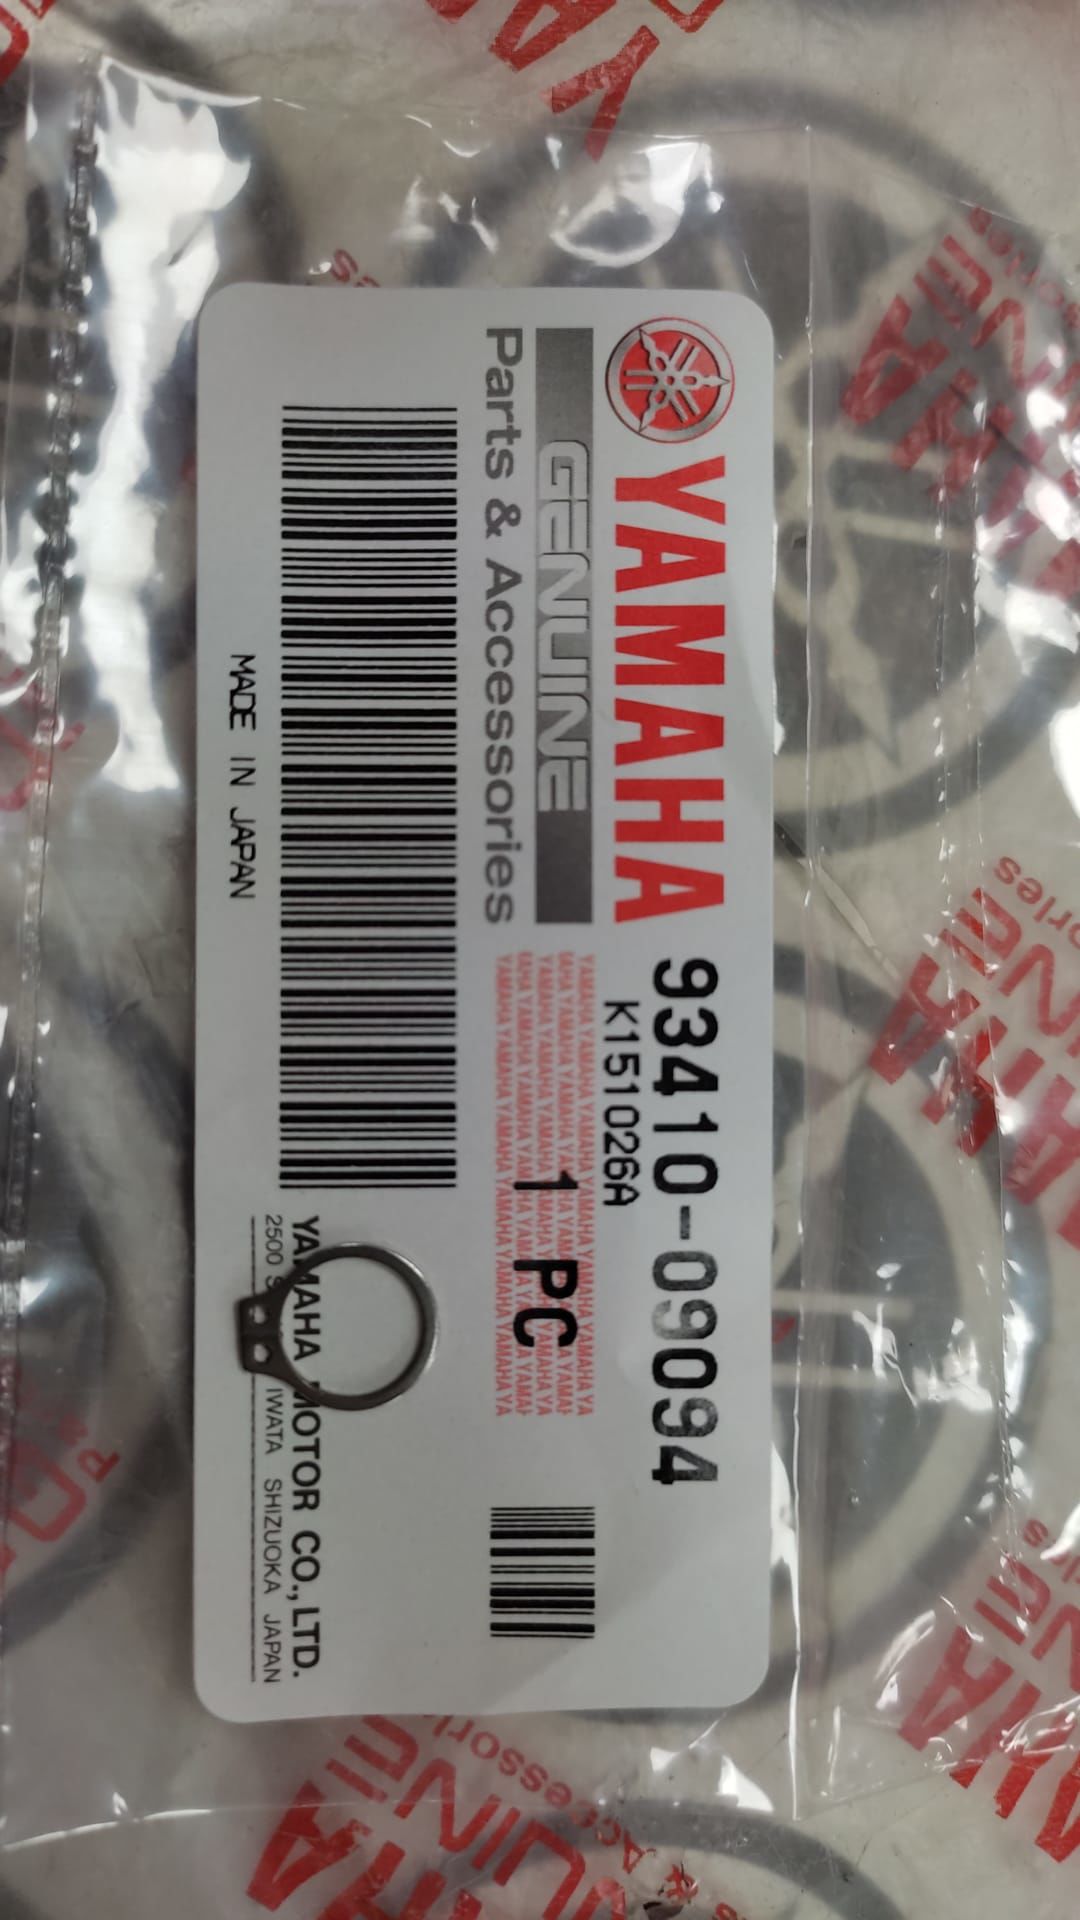 YAMAHA 93410-09094
GENUINE K151026A
Parts & Accessories 1 PC
YAMAHA MOTOR CO., LTD.
2500 IWATA SHIZUOKA JAPAN
MADE IN JAPAN